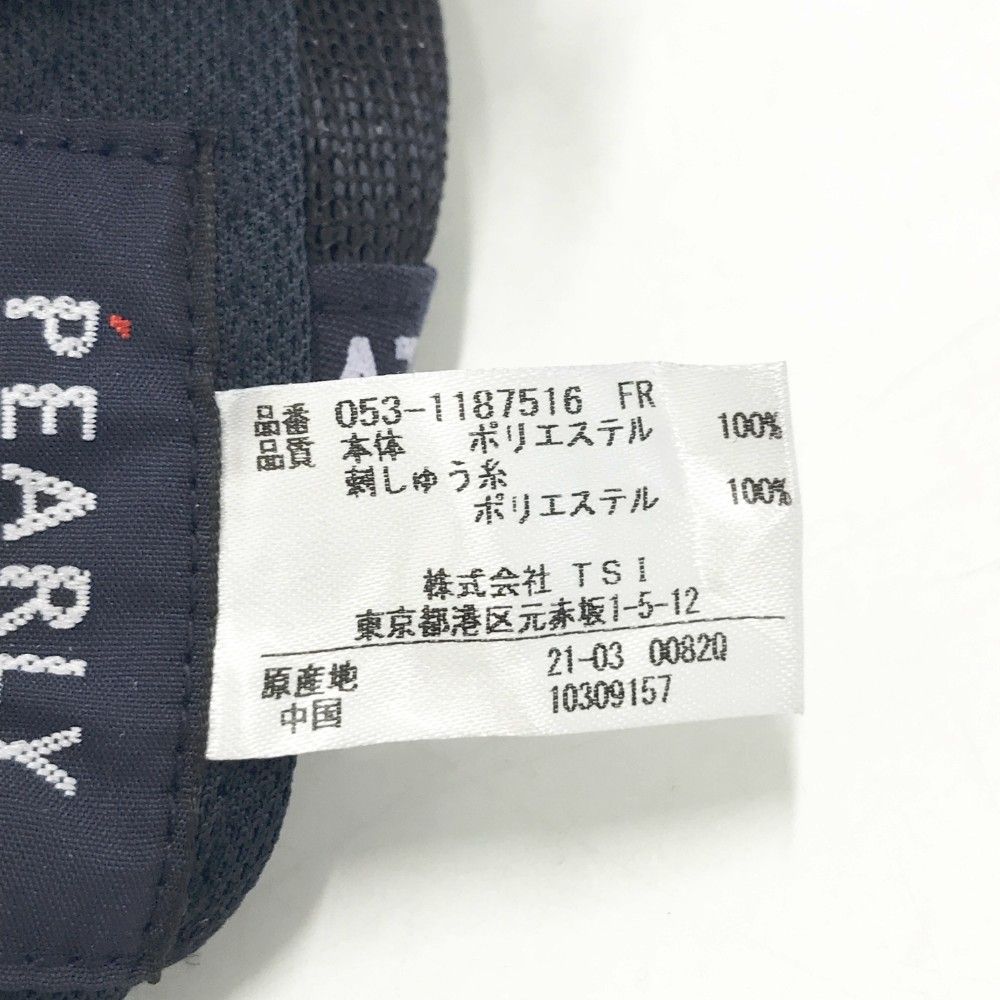 PEARLY
AT
品番 053-1187516 FR
品質 本体 ポリエステル 100%
刺しゅう糸
ポリエステル 100%
株式会社 TSI
東京都港区元赤坂1-5-12
原産地 21-03 0082Q
中国 10309157